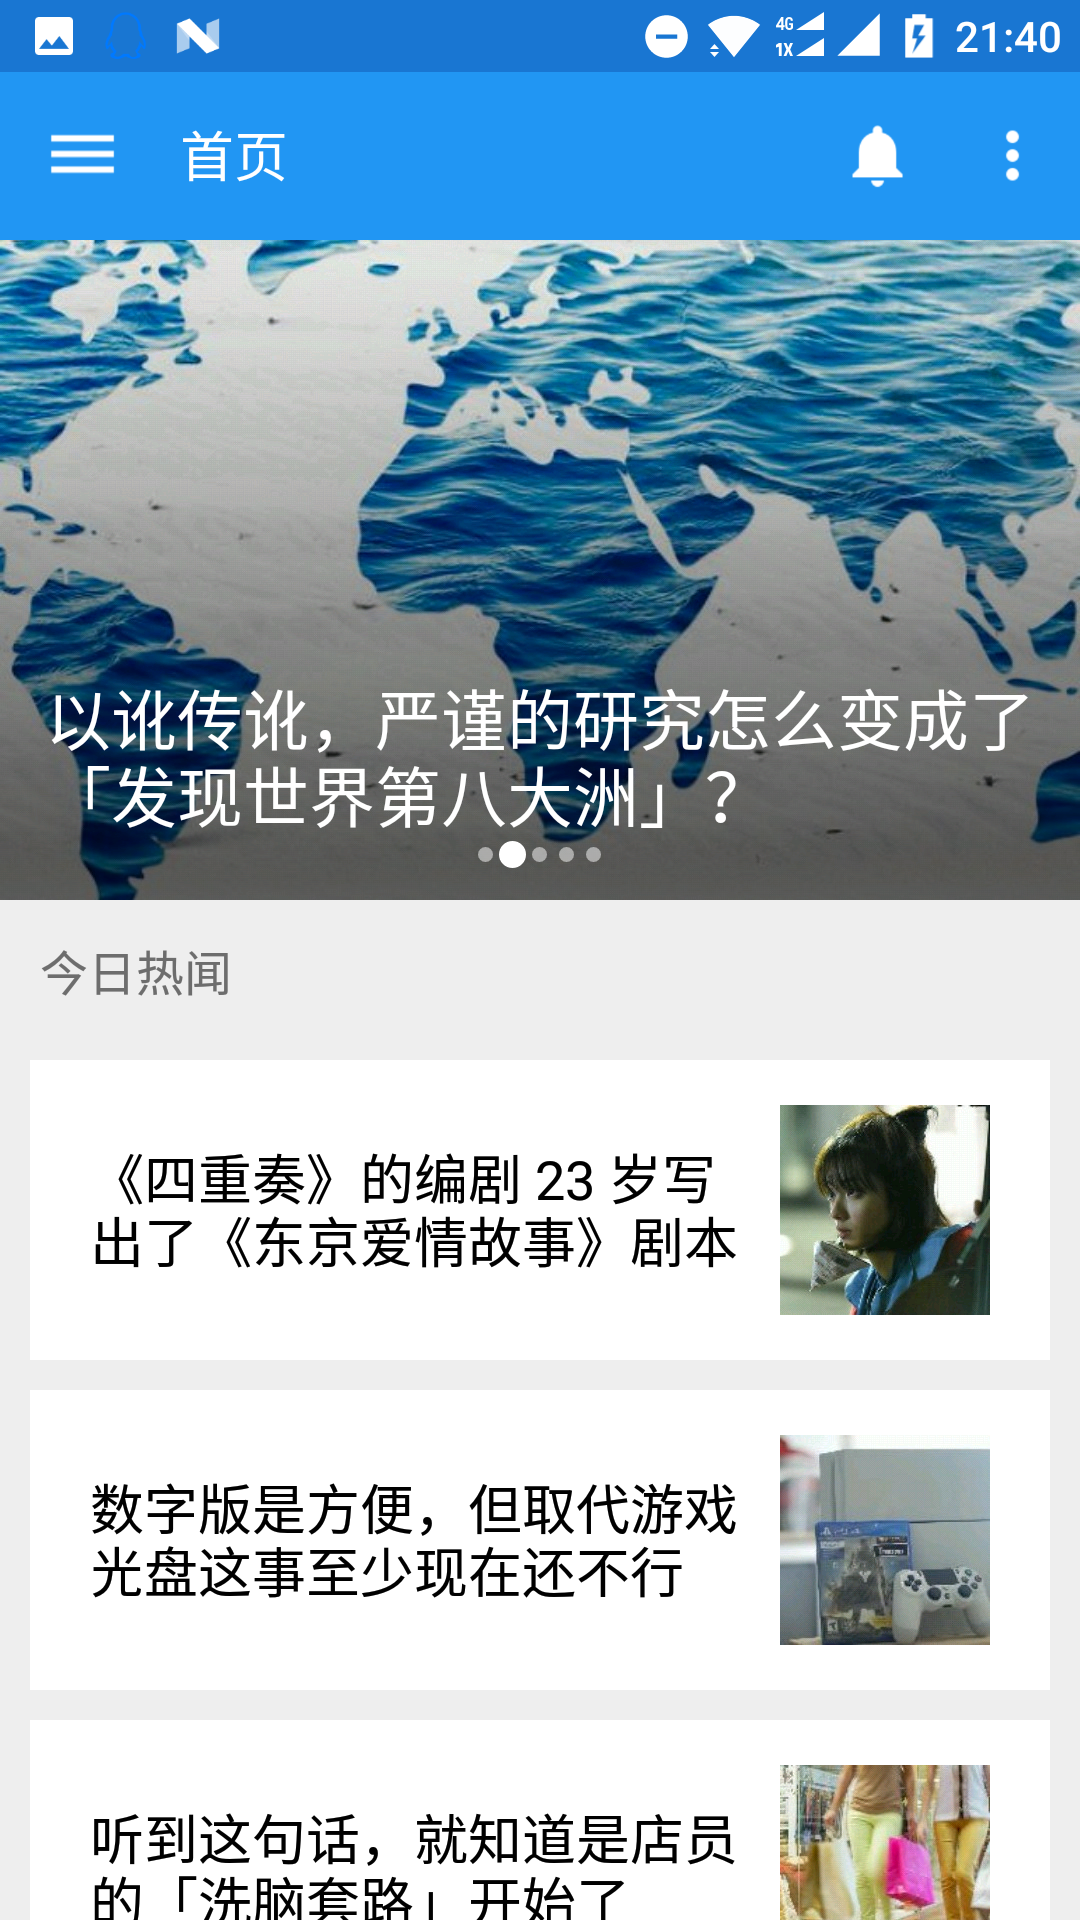 4G
1X
21:40
首页
以讹传讹，严谨的研究怎么变成了
「发现世界第八大洲」？
今日热闻
《四重奏》的编剧 23 岁写
出了《东京爱情故事》剧本
数字版是方便，但取代游戏
光盘这事至少现在还不行
听到这句话，就知道是店员
的「洗脑套路」开始了